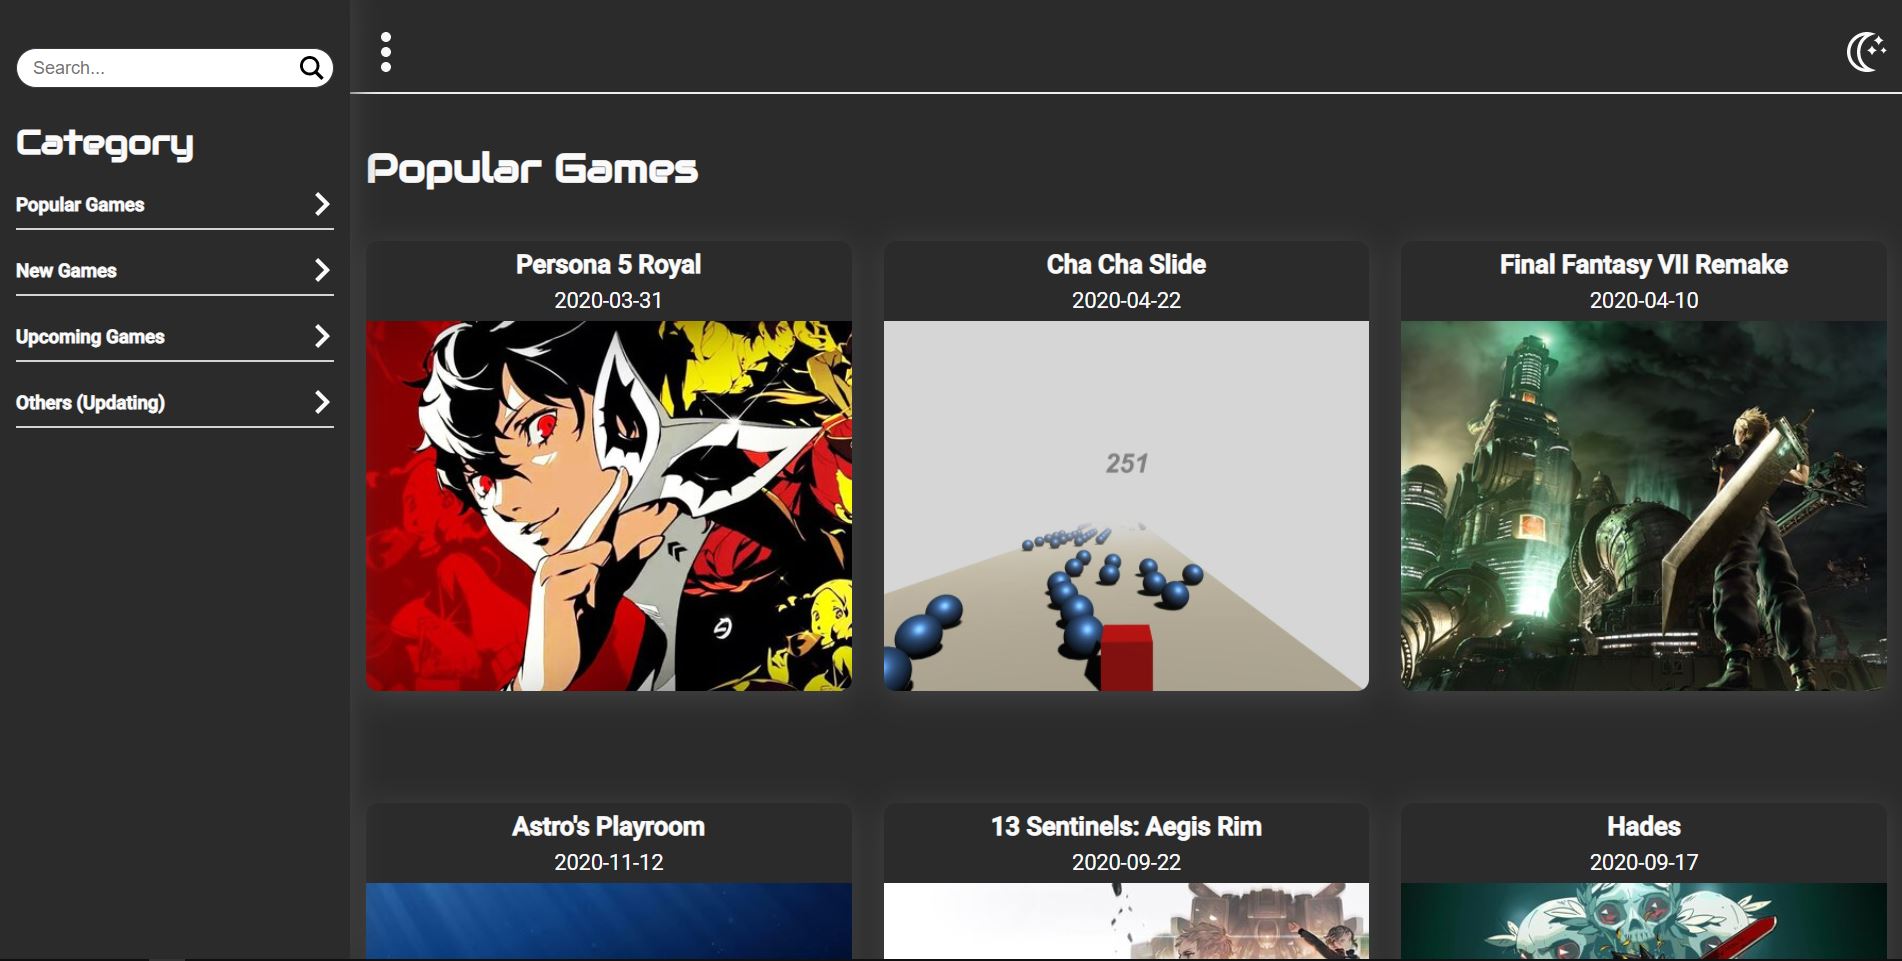 Search...
Category
Popular Games
New Games
Upcoming Games
Others (Updating)
Popular Games
Persona 5 Royal
2020-03-31
Cha Cha Slide
2020-04-22
251
Final Fantasy VII Remake
2020-04-10
Astro's Playroom
2020-11-12
13 Sentinels: Aegis Rim
2020-09-22
Hades
2020-09-17